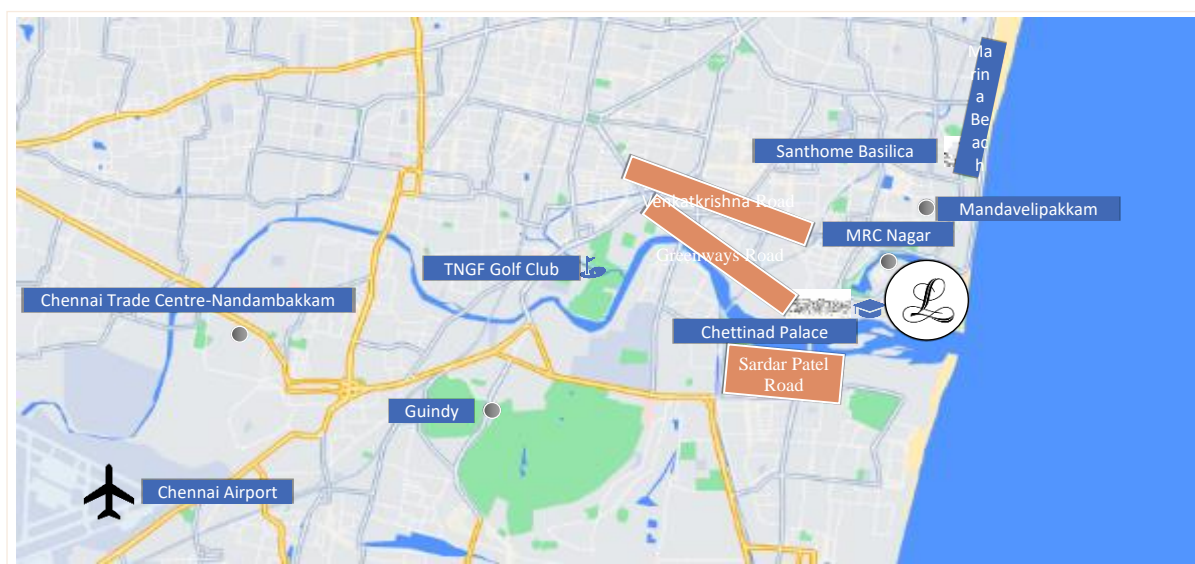 Ma
rin
a
Be
ac
h
Santhome Basilica
Venkatkrishna Road
Mandavelipakkam
MRC Nagar
Greenways Road
TNGF Golf Club
Chennai Trade Centre-Nandambakkam
L
Chettinad Palace
Sardar Patel
Road
Guindy
Chennai Airport